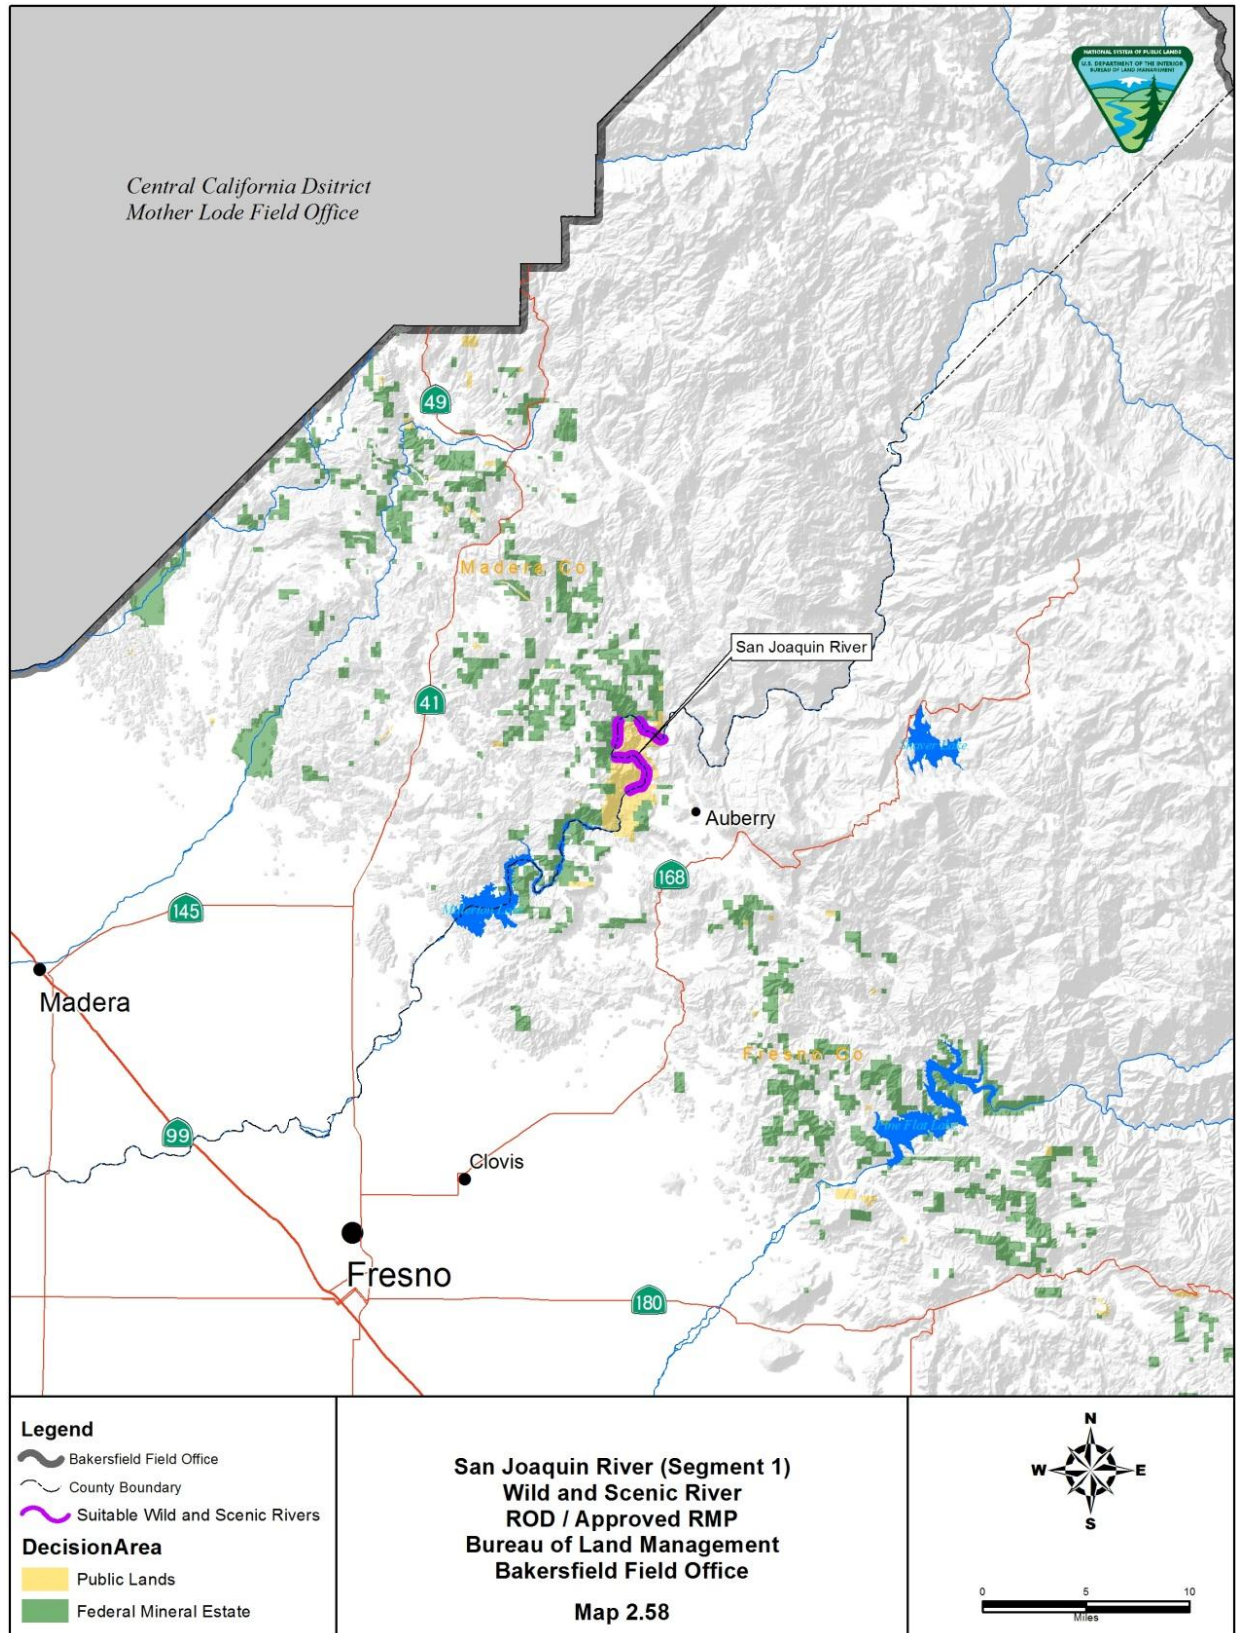 NATIONAL SYSTEM OF PUBLIC LANDS
U.S. DEPARTMENT OF THE INTERIOR
BUREAU OF LAND MANAGEMENT
Central California Dsitrict
Mother Lode Field Office
49
Madera Co
San Joaquin River
41
Auberry
168
145
Madera
Fresno Co
Pine Flat Lake
99
Clovis
Fresno
180
Legend
Bakersfield Field Office
County Boundary
Suitable Wild and Scenic Rivers
DecisionArea
Public Lands
Federal Mineral Estate
San Joaquin River (Segment 1)
Wild and Scenic River
ROD / Approved RMP
Bureau of Land Management
Bakersfield Field Office
Map 2.58
N
W E
S
0 5 10
Miles